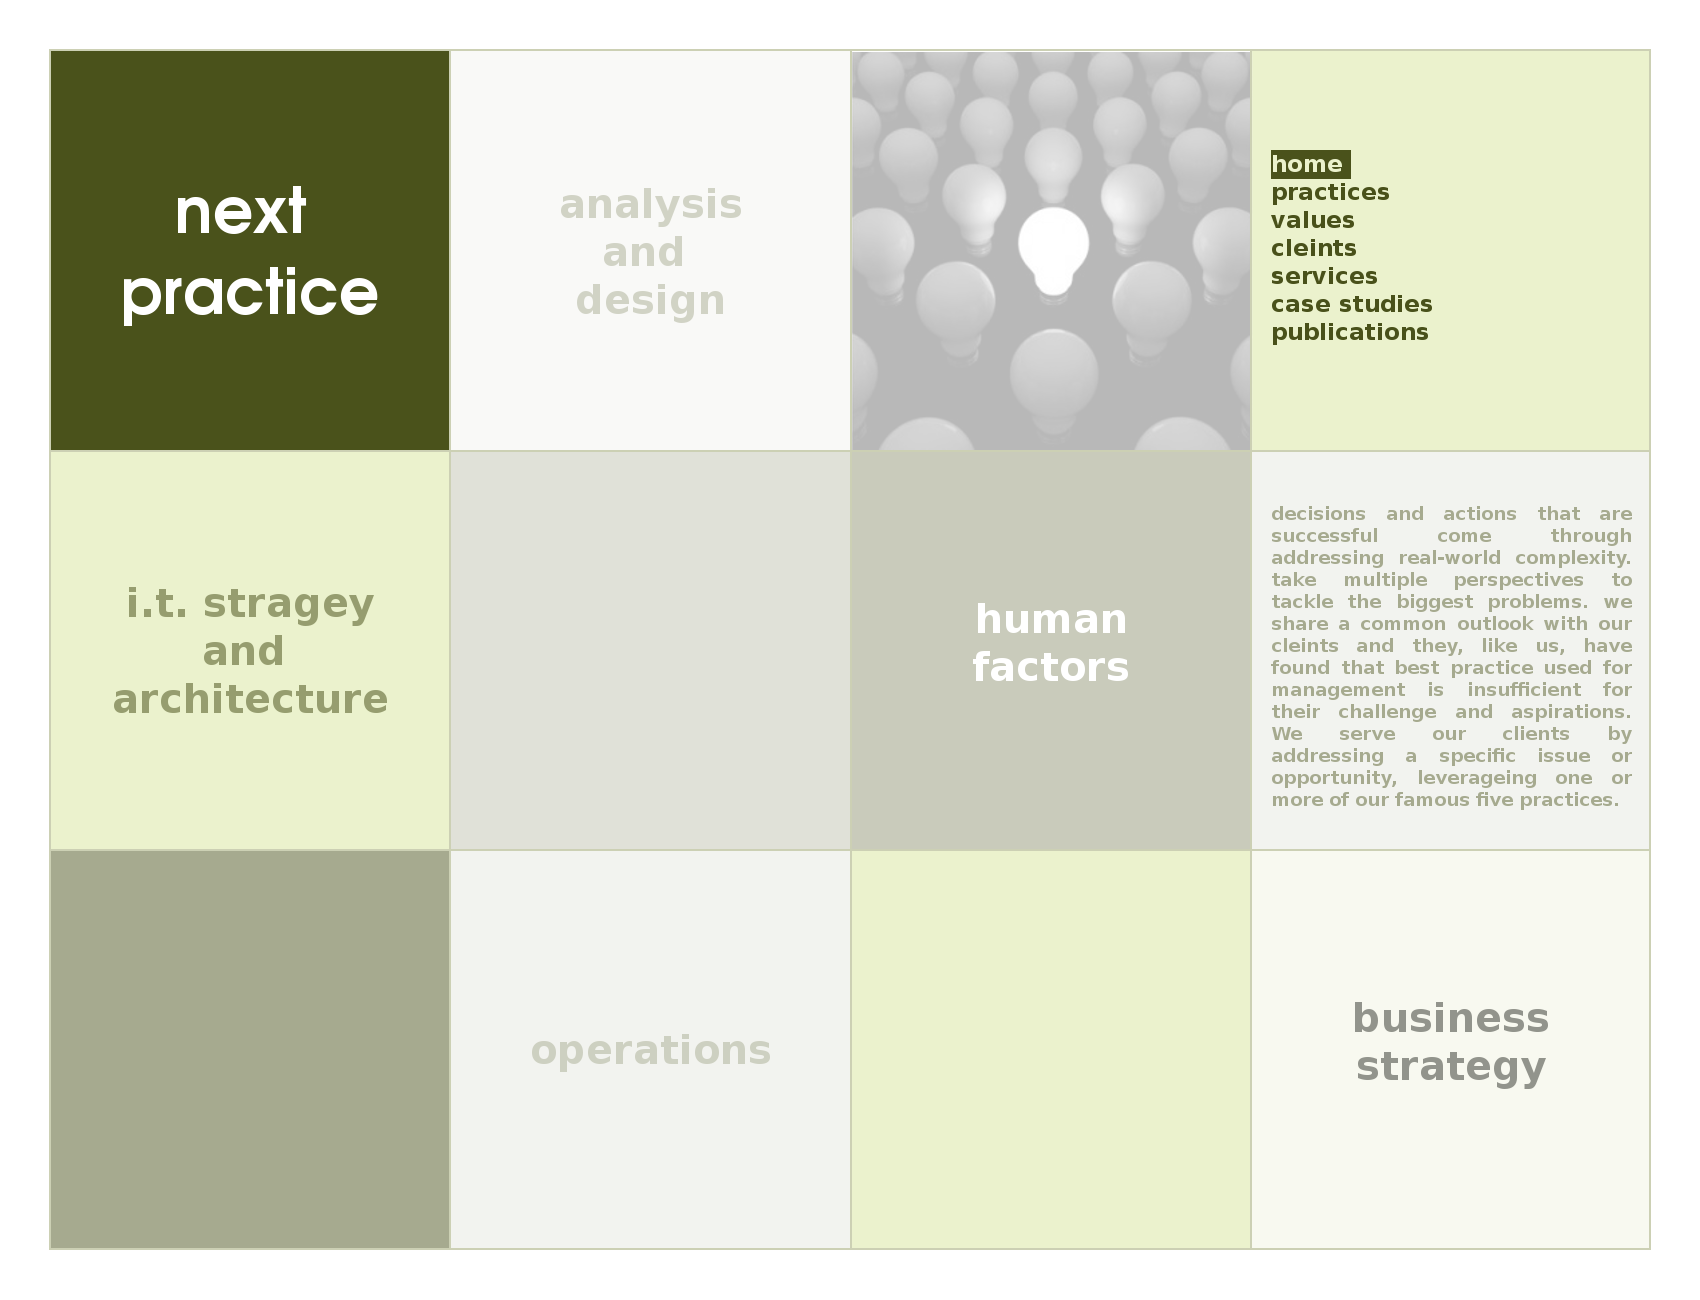 next
practice
analysis
and
design
home
practices
values
cleints
services
case studies
publications
i.t. stragey
and
architecture
human
factors
decisions and actions that are
successful come through
addressing real-world complexity.
take multiple perspectives to
tackle the biggest problems. we
share a common outlook with our
cleints and they, like us, have
found that best practice used for
management is insufficient for
their challenge and aspirations.
We serve our clients by
addressing a specific issue or
opportunity, leverageing one or
more of our famous five practices.
operations
business
strategy